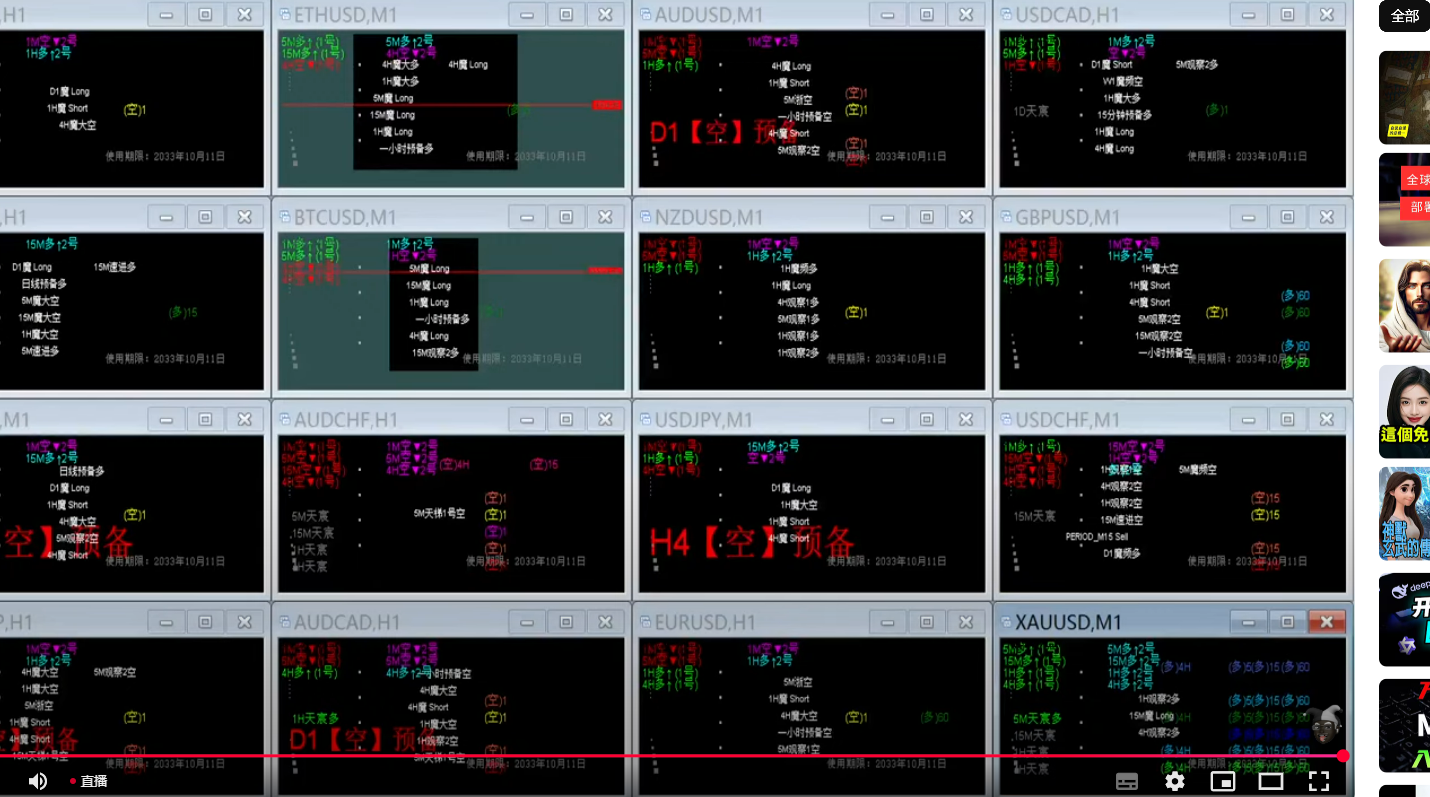 ,H1
1M空▼2号
1H多↑2号
D1魔 Long
1H魔 Short
(空)1
4H魔大空
使用期限：2033年10月11日
ETHUSD,M1
5M多↑(1号)
15M多↑(1号)
5M多↑2号
4H空▼2号
4H魔大多
4H魔 Long
1H魔大多
5M魔 Long
15M魔 Long
1H魔 Long
一小时预备多
使用期限：2033年10月11日
AUDUSD,M1
1M空▼(1号)
5M空▼(1号)
1H多↑(1号)
1M空▼2号
4H魔 Long
1H魔 Short
5M渐空
(空)1
(空)1
一小时预备空
D1【空】预备
4H魔 Short
(空)1
5M观察2空
使用期限：2033年10月11日
USDCAD,H1
1M多↑(1号)
4H多↑(1号)
1H空▼(1号)
1M多↑2号
空▼2号
D1魔 Short
5M观察2多
W1魔频空
1H魔大多
1D天宸
15分钟预备多
(多)1
1H魔 Long
4H魔 Long
使用期限：2033年10月11日
,H1
15M多↑2号
D1魔 Long
15M速进多
日线预备多
5M魔大空
15M魔大空
(多)15
1H魔大空
5M速进多
使用期限：2033年10月11日
BTCUSD,M1
1M多↑(1号)
5M多↑(1号)
1M多↑2号
H空▼2号
5M魔 Long
15M魔 Long
1H魔 Long
一小时预备多
4H魔 Long
15M观察2多
使用期限：2033年10月11日
NZDUSD,M1
1M空▼(1号)
5M空▼(1号)
1H多↑(1号)
1M空▼2号
1H多↑2号
1H魔频多
1H魔 Long
4H观察1多
(空)1
5M观察1多
1H观察1多
1H观察2多
使用期限：2033年10月11日
GBPUSD,M1
1M空▼(1号)
5M空▼(1号)
1H多↑(1号)
4H多↑(1号)
1M空▼2号
1H多↑2号
1H魔大空
1H魔 Short
4H魔 Short
(多)60
5M观察2空
(空)1
(多)60
15M观察2空
一小时预备空
(多)60
(多)60
使用期限：2033年10月11日
,M1
1M空▼2号
15M多↑2号
日线预备多
D1魔 Long
1H魔 Short
(空)1
4H魔大空
空】预备
5M观察2空
4H魔 Short
使用期限：2033年10月11日
AUDCHF,H1
1M空▼(1号)
5M空▼(1号)
15M空▼(1号)
4H空▼(1号)
1M空▼2号
5M空▼2号
4H空▼2号
(空)4H
(空)15
5M天宸
5M天梯1号空
(空)1
(空)1
15M天宸
(空)1
1H天宸
(空)1
H天宸
使用期限：2033年10月11日
USDJPY,M1
1M空▼(1号)
1H多↑(1号)
4H空▼(1号)
15M多↑2号
空▼2号
D1魔 Long
1H魔大空
1H魔 Short
H4【空】预备
4H魔 Short
使用期限：2033年10月11日
USDCHF,M1
1M多↑(1号)
15M空▼(1号)
1H空▼(1号)
4H空▼(1号)
15M空▼2号
1H空▼2号
5M魔频空
4H观察2空
1H观察2空
(空)15
15M天宸
15M速进空
(空)15
PERIOD_M15 Sell
D1魔频多
(空)15
使用期限：2033年10月11日
P,H1
1M空▼2号
1H多↑2号
4H魔大空
5M观察2空
1H魔大空
5M渐空
1H魔 Short
(空)1
4H魔 Short
空】预备
使用期限：2033年10月11日
AUDCAD,H1
1M空▼(1号)
5M空▼(1号)
4H多↑(1号)
1M空▼2号
5M空▼2号
4H多↑2号
4H魔大空
4H魔 Short
(空)1
1H天宸多
1H魔大空
(空)1
D1【空】预备
1H观察2空
(空)1
使用期限：2033年10月11日
EURUSD,H1
1M空▼(1号)
5M空▼(1号)
1H多↑(1号)
4H多↑(1号)
1M空▼2号
1H多↑2号
5M渐空
1H魔 Short
4H魔大空
(空)1
(多)60
一小时预备空
5M观察1空
使用期限：2033年10月11日
XAUUSD,M1
5M多↑(1号)
15M多↑(1号)
1H多↑(1号)
4H多↑(1号)
5M多↑2号
15M多↑2号
1H多↑2号
4H多↑2号
(多)4H
(多)5(多)15(多)60
1H观察2多
(多)5(多)15(多)60
5M天宸多
15M魔 Long
(多)4H
(多)5(多)15(多)60
15M天宸
4H观察2多
(多)4H
(多)5(多)15(多)60
H天宸
(多)4H
使用期限：2033年10月11日
直播
全部
全球
部署
這個免
神獸
玄武的傳
deep
开